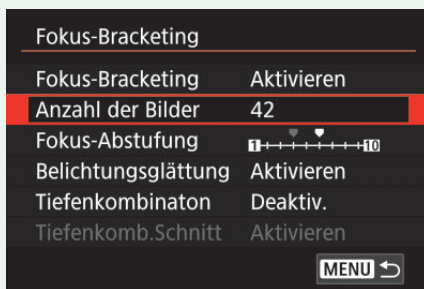 Fokus-Bracketing
Fokus-Bracketing Aktivieren
Anzahl der Bilder 42
Fokus-Abstufung 1 10
Belichtungsglättung Aktivieren
Tiefenkombinaton Deaktiv.
Tiefenkomb.Schnitt Aktivieren
MENU